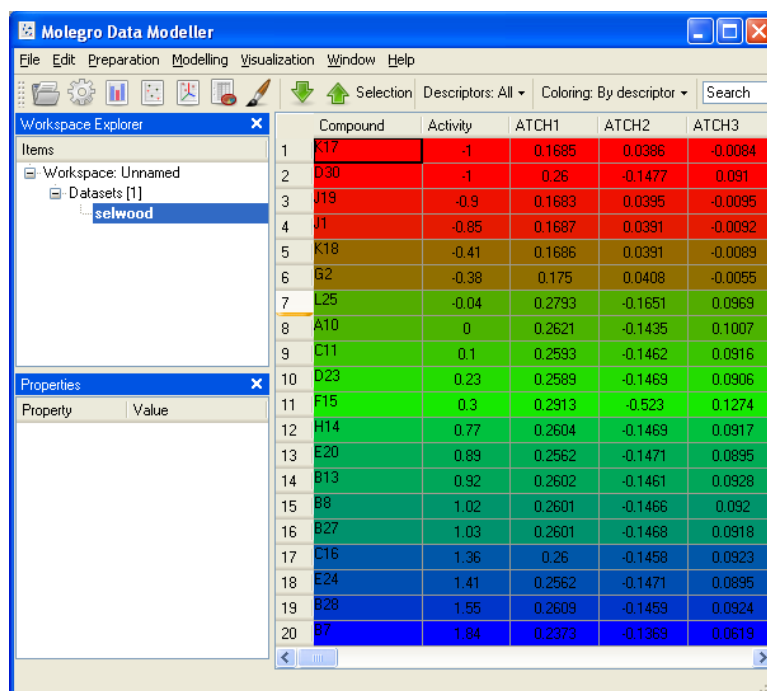 Molegro Data Modeller
File Edit Preparation Modelling Visualization Window Help
Selection Descriptors: All Coloring: By descriptor Search
Workspace Explorer
Items
Workspace: Unnamed
Datasets [1]
selwood
Properties
Property Value
Compound Activity ATCH1 ATCH2 ATCH3
1 K17 -1 0.1685 0.0386 -0.0084
2 D30 -1 0.26 -0.1477 0.091
3 J19 -0.9 0.1683 0.0395 -0.0095
4 J1 -0.85 0.1687 0.0391 -0.0092
5 K18 -0.41 0.1686 0.0391 -0.0089
6 G2 -0.38 0.175 0.0408 -0.0055
7 L25 -0.04 0.2793 -0.1651 0.0969
8 A10 0 0.2621 -0.1435 0.1007
9 C11 0.1 0.2593 -0.1462 0.0916
10 D23 0.23 0.2589 -0.1469 0.0906
11 F15 0.3 0.2913 -0.523 0.1274
12 H14 0.77 0.2604 -0.1469 0.0917
13 E20 0.89 0.2562 -0.1471 0.0895
14 B13 0.92 0.2602 -0.1461 0.0928
15 B8 1.02 0.2601 -0.1466 0.092
16 B27 1.03 0.2601 -0.1468 0.0918
17 C16 1.36 0.26 -0.1458 0.0923
18 E24 1.41 0.2562 -0.1471 0.0895
19 B28 1.55 0.2609 -0.1459 0.0924
20 B7 1.84 0.2373 -0.1369 0.0619